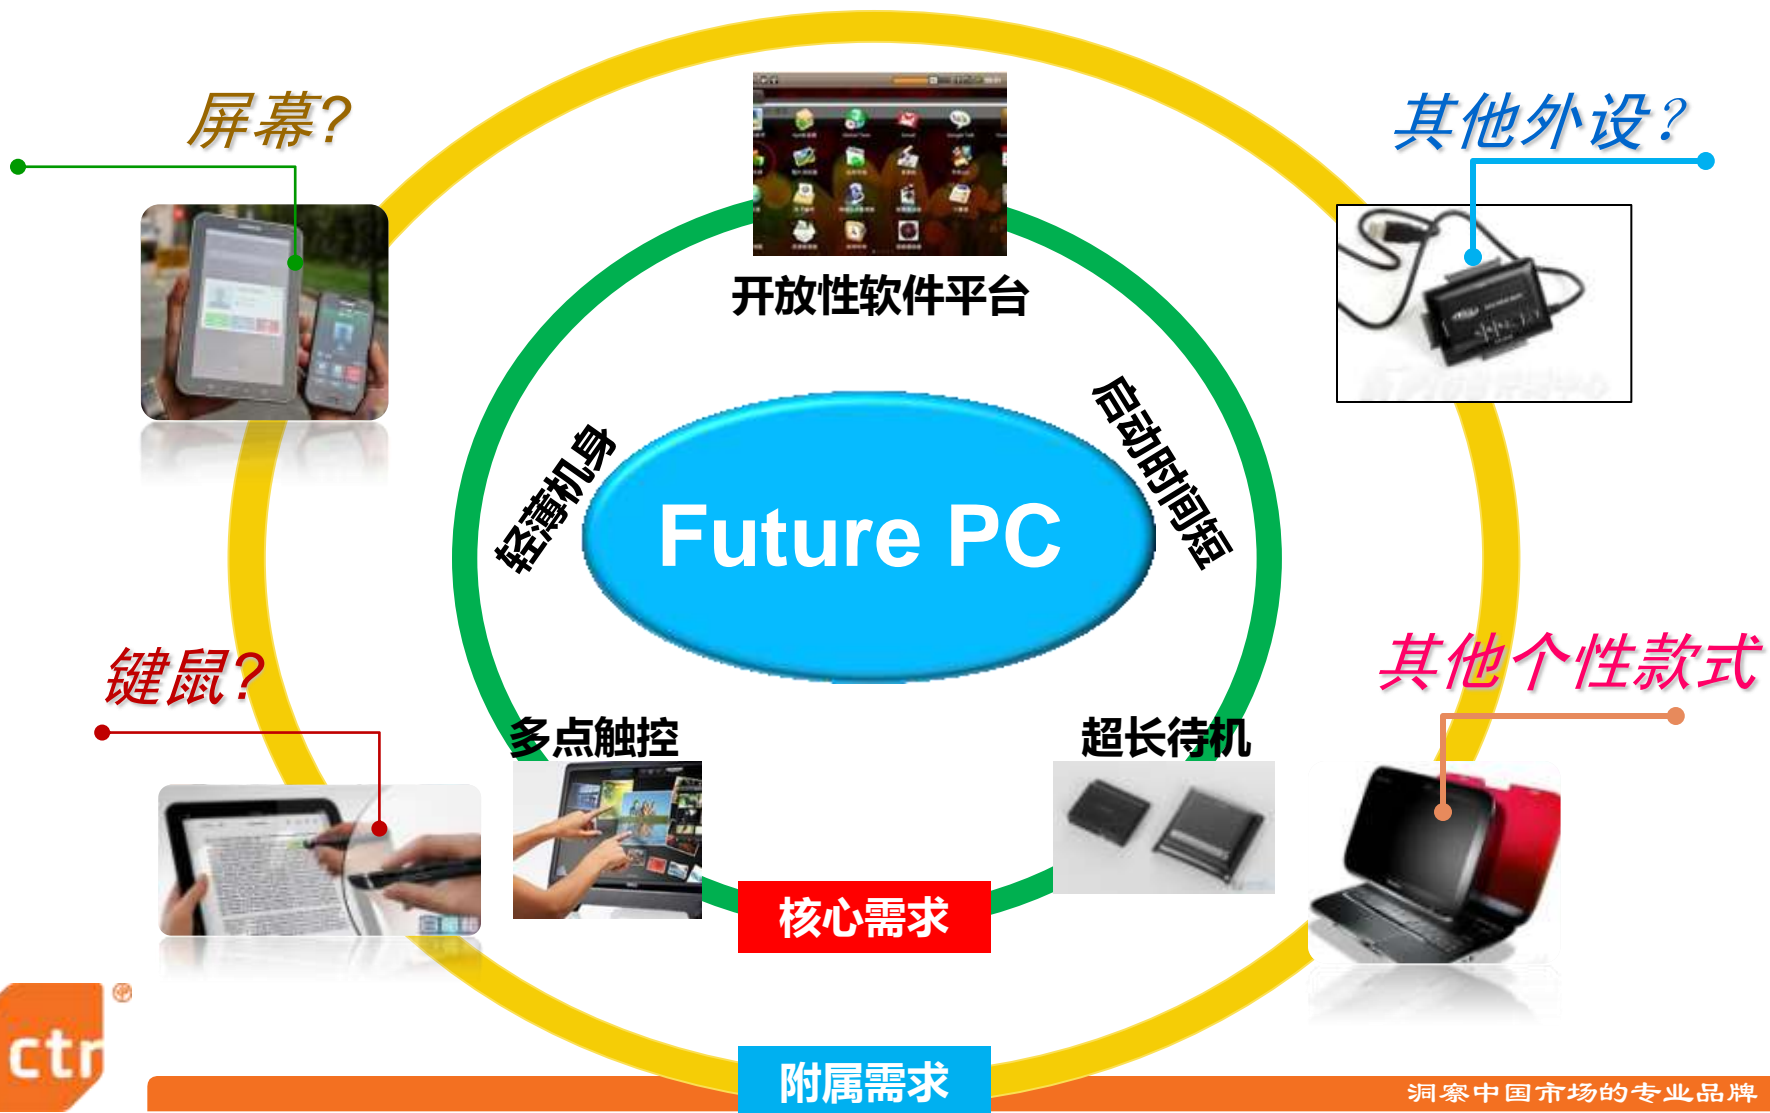 屏幕?
其他外设?
开放性软件平台
启动时间短
轻薄机身
Future PC
键鼠?
其他个性款式
多点触控
超长待机
核心需求
ctr
附属需求
洞察中国市场的专业品牌